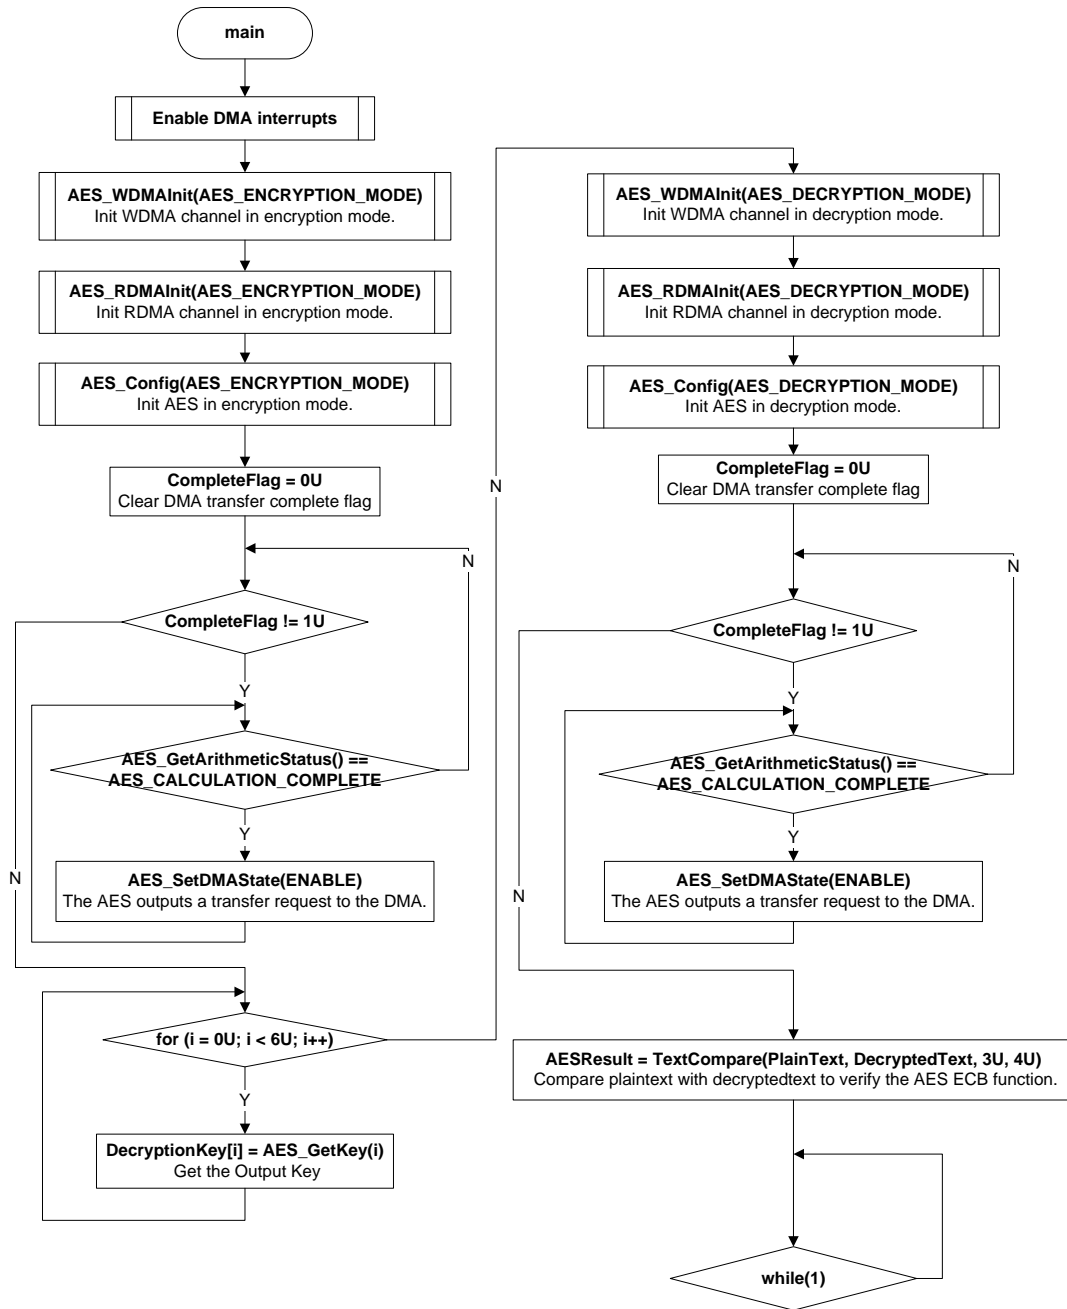 main
Enable DMA interrupts
AES_WDMAInit(AES_ENCRYPTION_MODE)
Init WDMA channel in encryption mode.
AES_RDMAInit(AES_ENCRYPTION_MODE)
Init RDMA channel in encryption mode.
AES_Config(AES_ENCRYPTION_MODE)
Init AES in encryption mode.
CompleteFlag = 0U
Clear DMA transfer complete flag
N
CompleteFlag != 1U
Y
AES_GetArithmeticStatus() ==
AES_CALCULATION_COMPLETE
Y
AES_SetDMAState(ENABLE)
The AES outputs a transfer request to the DMA.
N
for (i = 0U; i < 6U; i++)
Y
DecryptionKey[i] = AES_GetKey(i)
Get the Output Key
N
AES_WDMAInit(AES_DECRYPTION_MODE)
Init WDMA channel in decryption mode.
AES_RDMAInit(AES_DECRYPTION_MODE)
Init RDMA channel in decryption mode.
AES_Config(AES_DECRYPTION_MODE)
Init AES in decryption mode.
CompleteFlag = 0U
Clear DMA transfer complete flag
N
CompleteFlag != 1U
Y
AES_GetArithmeticStatus() ==
AES_CALCULATION_COMPLETE
Y
AES_SetDMAState(ENABLE)
The AES outputs a transfer request to the DMA.
N
AESResult = TextCompare(PlainText, DecryptedText, 3U, 4U)
Compare plaintext with decryptedtext to verify the AES ECB function.
while(1)